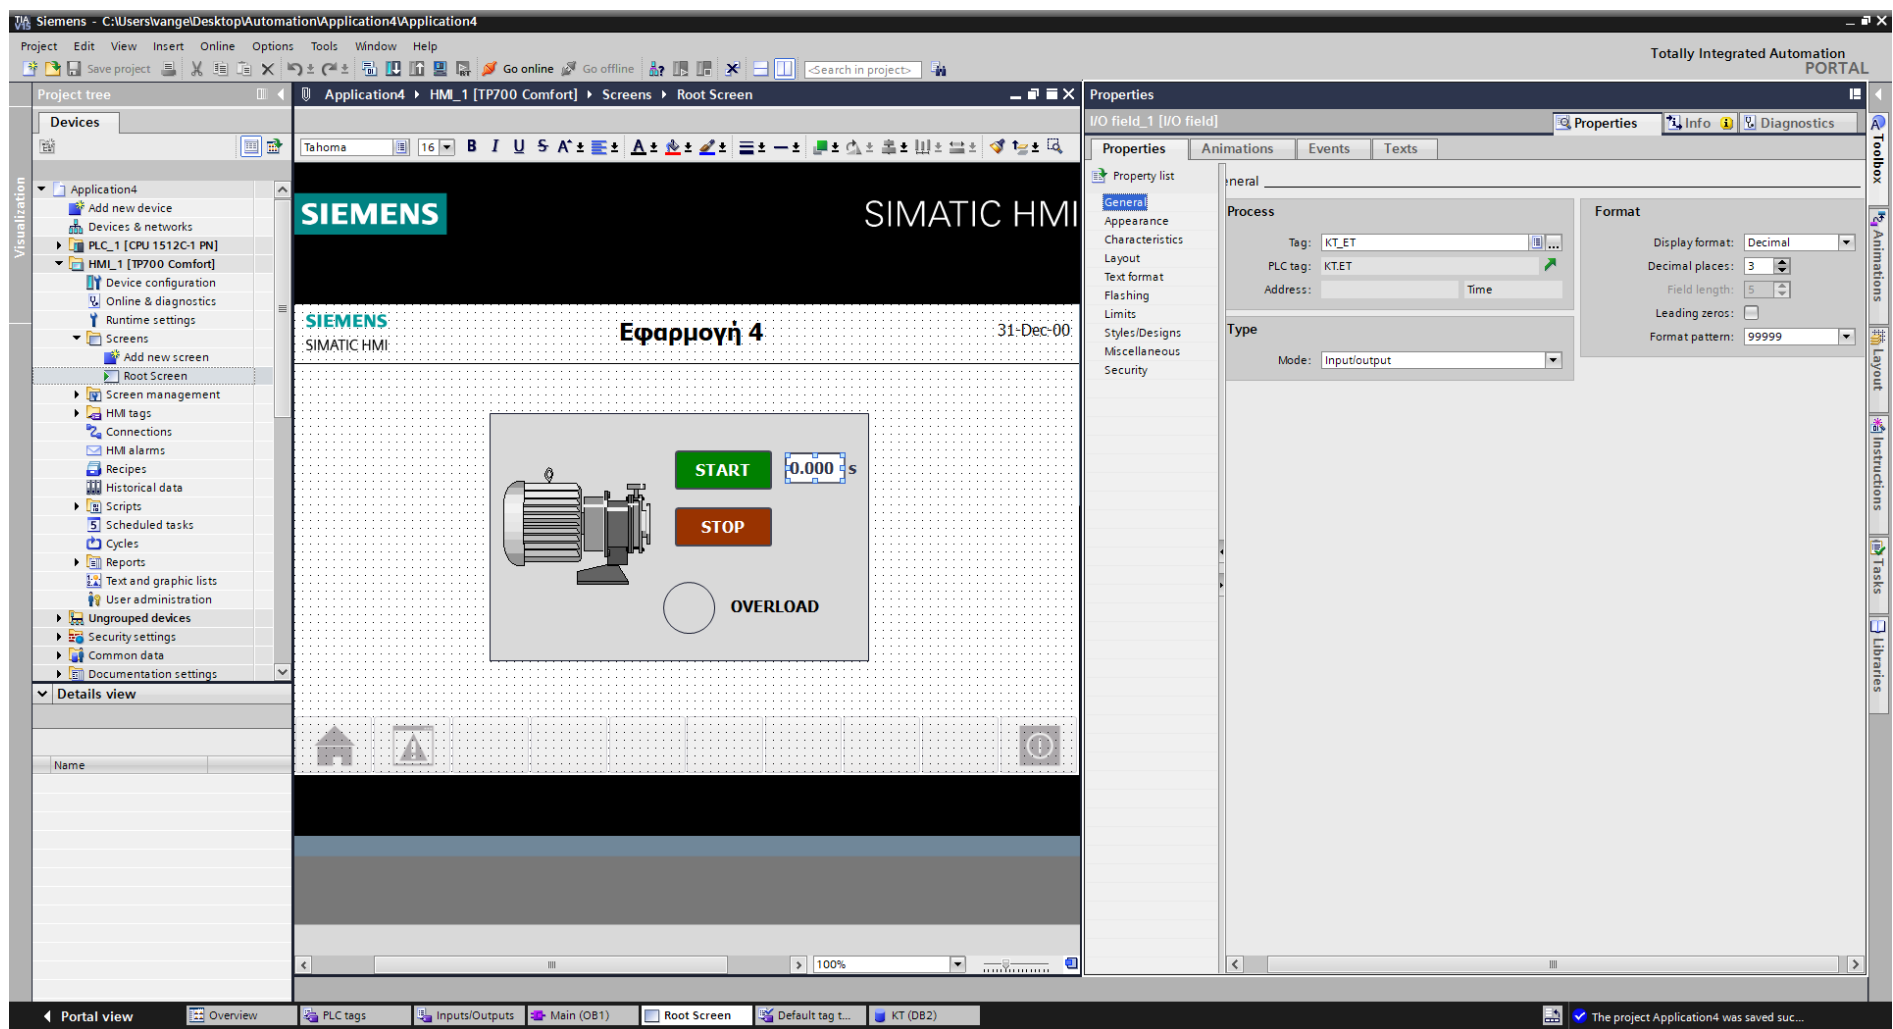 Siemens - C:\Users\vange\Desktop\Automation\Application4\Application4
Project Edit View Insert Online Options Tools Window Help
Totally Integrated Automation
PORTAL
Save project Go online Go offline <Search in project>
Project tree
Devices
Visualization
Application4
Add new device
Devices & networks
PLC_1 [CPU 1512C-1 PN]
HMI_1 [TP700 Comfort]
Device configuration
Online & diagnostics
Runtime settings
Screens
Add new screen
Root Screen
Screen management
HMI tags
Connections
HMI alarms
Recipes
Historical data
Scripts
Scheduled tasks
Cycles
Reports
Text and graphic lists
User administration
Ungrouped devices
Security settings
Common data
Documentation settings
Details view
Name
Application4 HMI_1 [TP700 Comfort] Screens Root Screen
Tahoma 16 B I U S A A
SIEMENS SIMATIC HMI
SIEMENS
SIMATIC HMI
Εφαρμογή 4
31-Dec-00
START 0.000 s
STOP
OVERLOAD
100%
Properties
I/O field_1 [I/O field]
Properties Info Diagnostics
Properties Animations Events Texts
Property list
General
Appearance
Characteristics
Layout
Text format
Flashing
Limits
Styles/Designs
Miscellaneous
Security
eneral
Process
Tag: KT_ET ...
PLC tag: KT.ET
Address: Time
Type
Mode: Input/output
Format
Display format: Decimal
Decimal places: 3
Field length: 5
Leading zeros:
Format pattern: 99999
Toolbox
Animations
Layout
Instructions
Tasks
Libraries
Portal view Overview PLC tags Inputs/Outputs Main (OB1) Root Screen Default tag t... KT (DB2) The project Application4 was saved suc...